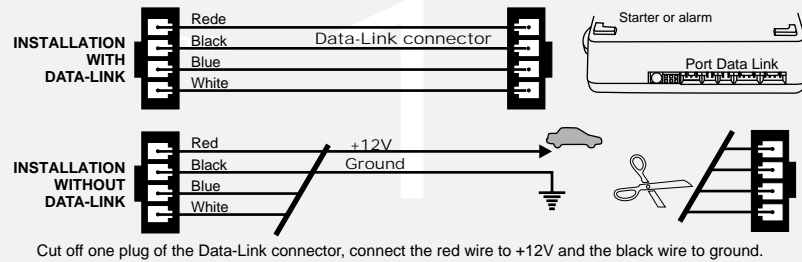 INSTALLATION
WITH
DATA-LINK
Rede
Black
Blue
White
Data-Link connector
Starter or alarm
Port Data Link
1
INSTALLATION
WITHOUT
DATA-LINK
Red
Black
Blue
White
+12V
Ground
Cut off one plug of the Data-Link connector, connect the red wire to +12V and the black wire to ground.